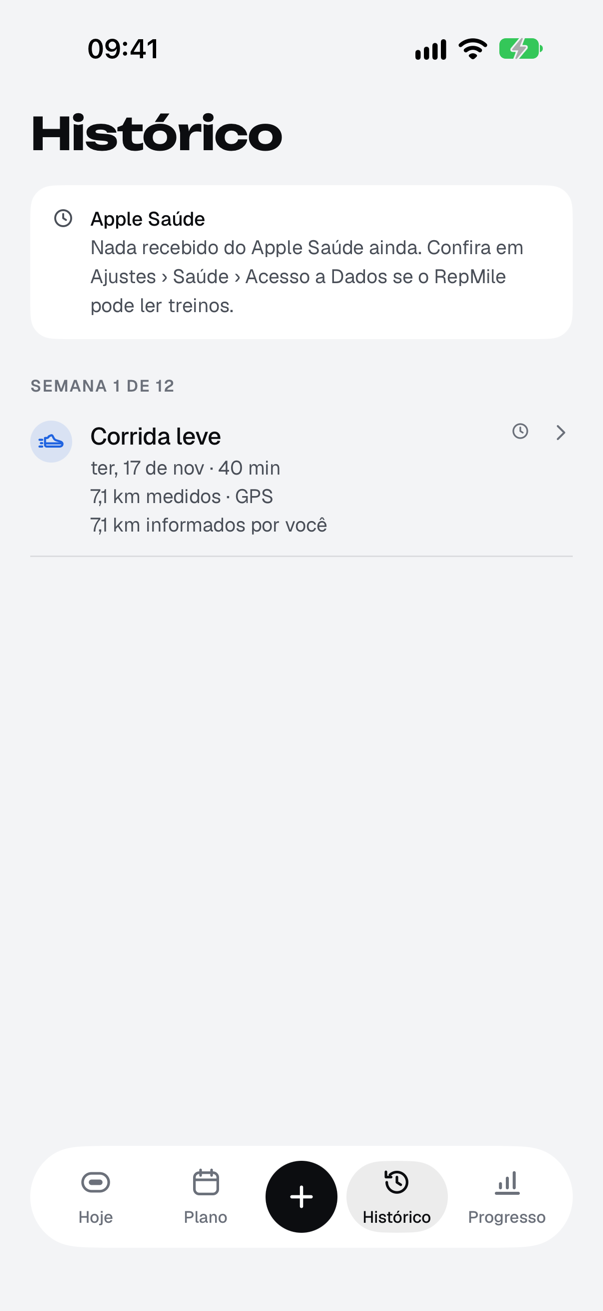 09:41
Histórico
Apple Saúde
Nada recebido do Apple Saúde ainda. Confira em
Ajustes › Saúde › Acesso a Dados se o RepMile
pode ler treinos.
SEMANA 1 DE 12
Corrida leve
ter, 17 de nov · 40 min
7,1 km medidos · GPS
7,1 km informados por você
Hoje
Plano
Histórico
Progresso